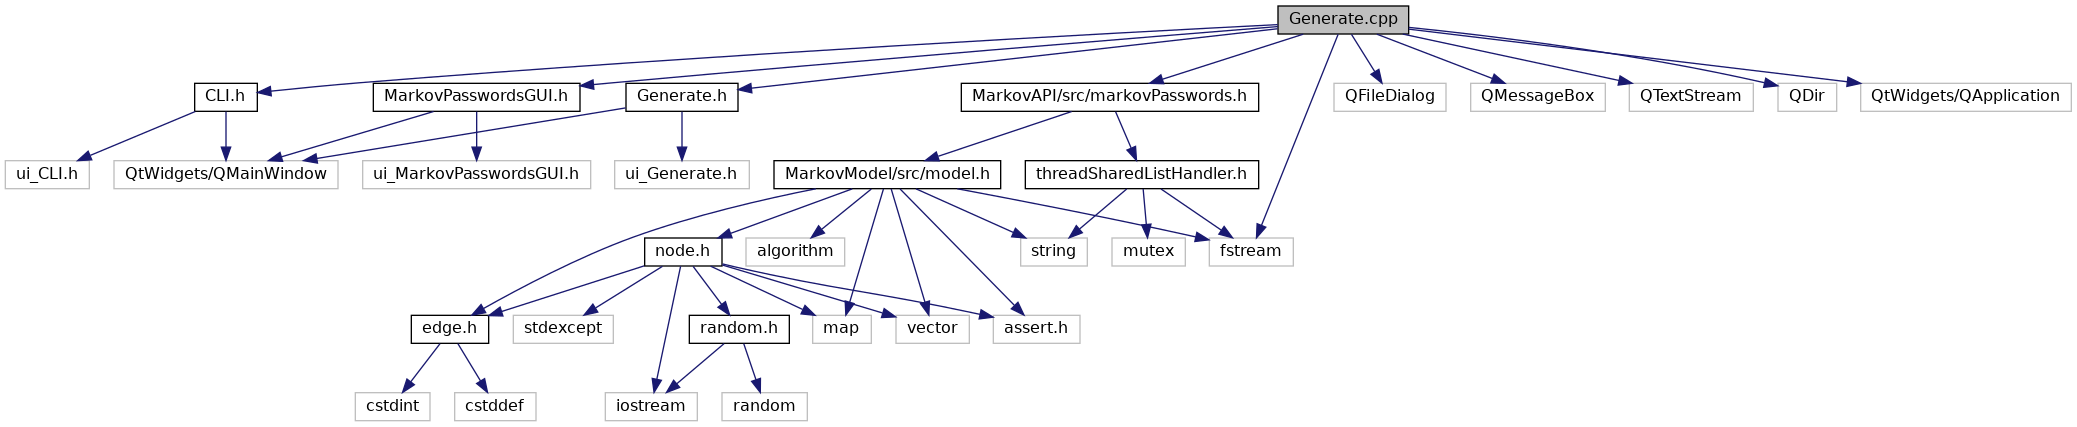 Generate.cpp
CLI.h
MarkovPasswordsGUI.h
Generate.h
MarkovAPI/src/markovPasswords.h
QFileDialog
QMessageBox
QTextStream
QDir
QtWidgets/QApplication
ui_CLI.h
QtWidgets/QMainWindow
ui_MarkovPasswordsGUI.h
ui_Generate.h
MarkovModel/src/model.h
threadSharedListHandler.h
node.h
algorithm
string
mutex
fstream
edge.h
stdexcept
random.h
map
vector
assert.h
cstdint
cstddef
iostream
random